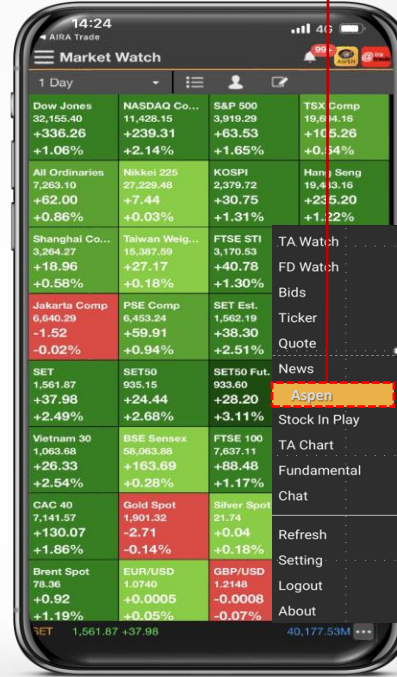 14:24
AIRA Trade
Market Watch
99+
ASPEN
1 Day
Dow Jones
32,155.40
+336.26
+1.06%
NASDAQ Co...
11,428.15
+239.31
+2.14%
S&P 500
3,919.29
+63.53
+1.65%
TSX Comp
+0.54%
All Ordinaries
7,263.10
+62.00
+0.86%
Nikkei 225
27,229.48
+7.44
+0.03%
KOSPI
2,379.72
+30.75
+1.31%
Hang Seng
+235.20
+1.22%
Shanghai Co...
3,264.27
+18.96
+0.58%
Taiwan Weig...
15,387.59
+27.17
+0.18%
FTSE STI
3,170.53
+40.78
+1.30%
Jakarta Comp
6,640.29
-1.52
-0.02%
PSE Comp
6,453.24
+59.91
+0.94%
SET Est.
1,562.19
+38.30
+2.51%
SET
1,561.87
+37.98
+2.49%
SET50
935.15
+24.44
+2.68%
SET50 Fut.
933.60
+28.20
+3.11%
Vietnam 30
1,063.68
+26.33
+2.54%
BSE Sensex
58,063.88
+163.69
+0.28%
FTSE 100
7,637.11
+88.48
+1.17%
CAC 40
7,141.57
+130.07
+1.86%
Gold Spot
1,901.32
-2.71
-0.14%
Silver Spot
21.74
+0.04
+0.18%
Brent Spot
78.36
+0.92
+1.19%
EUR/USD
1.0740
+0.0005
+0.05%
GBP/USD
1.2148
-0.0008
-0.07%
TA Watch
FD Watch
Bids
Ticker
Quote
News
Aspen
Stock In Play
TA Chart
Fundamental
Chat
Refresh
Setting
Logout
About
SET 1,561.87 +37.98 40,177.53M